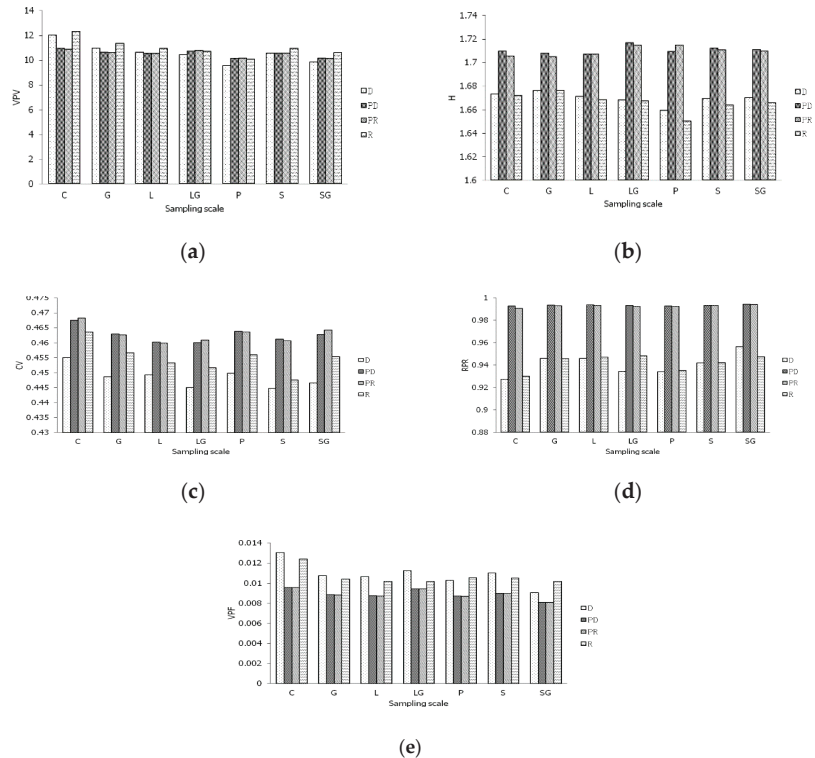 14
12
10
8
6
4
2
0
VPV
C G L LG P S SG
Sampling scale
D
PD
PR
R
(a)
1.74
1.72
1.7
1.68
1.66
1.64
1.62
1.6
H
C G L LG P S SG
Sampling scale
D
PD
PR
R
(b)
0.475
0.47
0.465
0.46
0.455
0.45
0.445
0.44
0.435
0.43
CV
C G L LG P S SG
Sampling scale
D
PD
PR
R
(c)
1
0.98
0.96
0.94
0.92
0.9
0.88
RPR
C G L LG P S SG
Sampling scale
D
PD
PR
R
(d)
0.014
0.012
0.01
0.008
0.006
0.004
0.002
0
VPF
C G L LG P S SG
Sampling scale
D
PD
PR
R
(e)